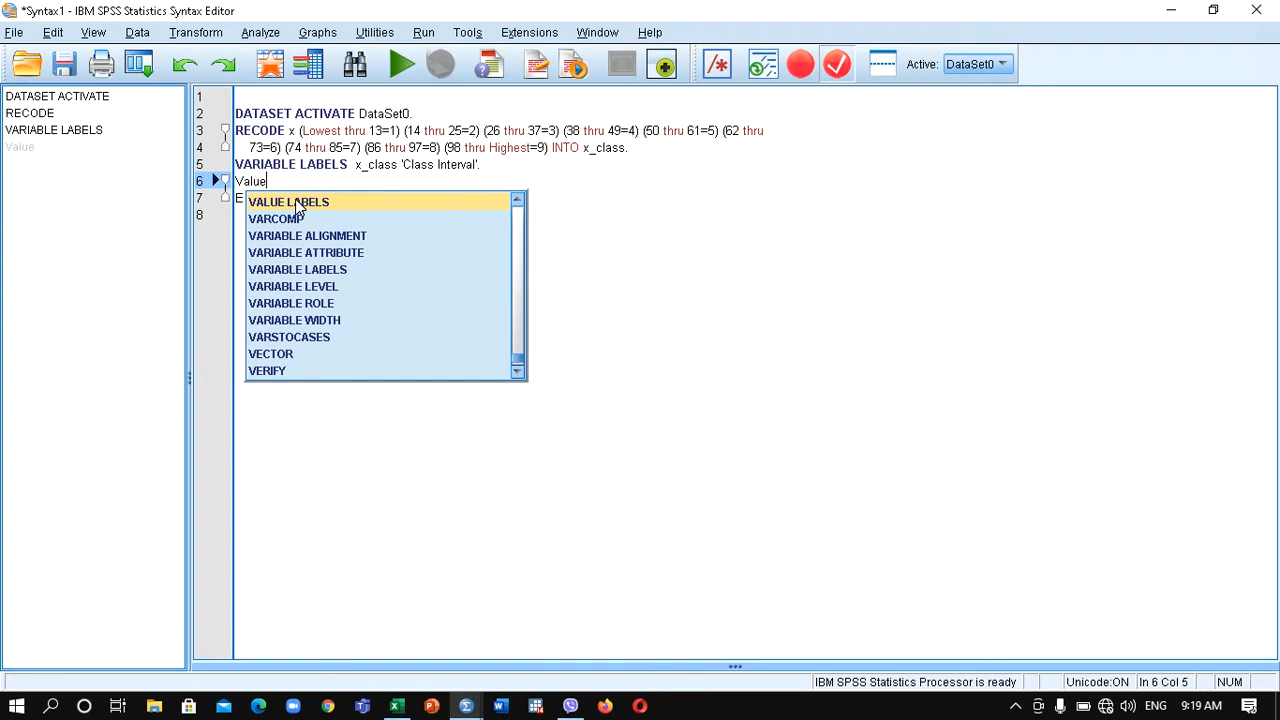 *Syntax1 - IBM SPSS Statistics Syntax Editor
File Edit View Data Transform Analyze Graphs Utilities Run Tools Extensions Window Help
Active: DataSet0
DATASET ACTIVATE
RECODE
VARIABLE LABELS
Value
1
2 DATASET ACTIVATE DataSet0.
3 RECODE x (Lowest thru 13=1) (14 thru 25=2) (26 thru 37=3) (38 thru 49=4) (50 thru 61=5) (62 thru
4 73=6) (74 thru 85=7) (86 thru 97=8) (98 thru Highest=9) INTO x_class.
5 VARIABLE LABELS x_class 'Class Interval'.
6 Value
7 E
8
VALUE LABELS
VARCOMP
VARIABLE ALIGNMENT
VARIABLE ATTRIBUTE
VARIABLE LABELS
VARIABLE LEVEL
VARIABLE ROLE
VARIABLE WIDTH
VARSTOCASES
VECTOR
VERIFY
IBM SPSS Statistics Processor is ready Unicode:ON In 6 Col 5 NUM
ENG 9:19 AM